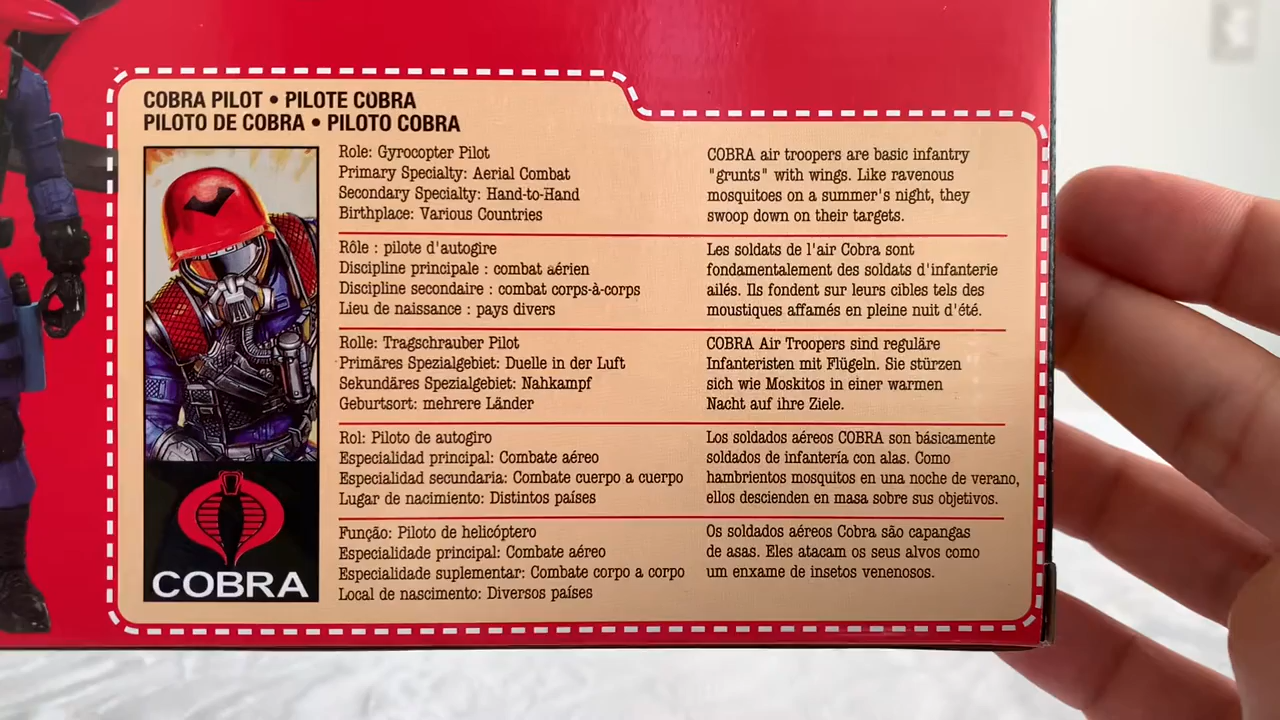 COBRA PILOT • PILOTE COBRA
PILOTO DE COBRA • PILOTO COBRA
Role: Gyrocopter Pilot
Primary Specialty: Aerial Combat
Secondary Specialty: Hand-to-Hand
Birthplace: Various Countries
COBRA air troopers are basic infantry
"grunts" with wings. Like ravenous
mosquitoes on a summer's night, they
swoop down on their targets.
Rôle : pilote d'autogire
Discipline principale : combat aérien
Discipline secondaire : combat corps-à-corps
Lieu de naissance : pays divers
Les soldats de l'air Cobra sont
fondamentalement des soldats d'infanterie
ailés. Ils fondent sur leurs cibles tels des
moustiques affamés en pleine nuit d'été.
Rolle: Tragschrauber Pilot
Primäres Spezialgebiet: Duelle in der Luft
Sekundäres Spezialgebiet: Nahkampf
Geburtsort: mehrere Länder
COBRA Air Troopers sind reguläre
Infanteristen mit Flügeln. Sie stürzen
sich wie Moskitos in einer warmen
Nacht auf ihre Ziele.
Rol: Piloto de autogiro
Especialidad principal: Combate aéreo
Especialidad secundaria: Combate cuerpo a cuerpo
Lugar de nacimiento: Distintos países
Los soldados aéreos COBRA son básicamente
soldados de infantería con alas. Como
hambrientos mosquitos en una noche de verano,
ellos descienden en masa sobre sus objetivos.
Função: Piloto de helicóptero
Especialidade principal: Combate aéreo
Especialidade suplementar: Combate corpo a corpo
Local de nascimento: Diversos países
Os soldados aéreos Cobra são capangas
de asas. Eles atacam os seus alvos como
um enxame de insetos venenosos.
COBRA